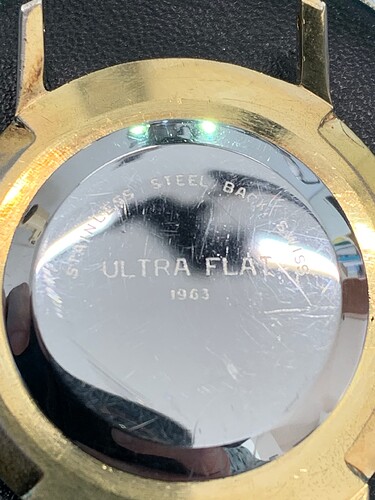 STAINLESS STEEL BACK SWISS
ULTRA FLAT
1963